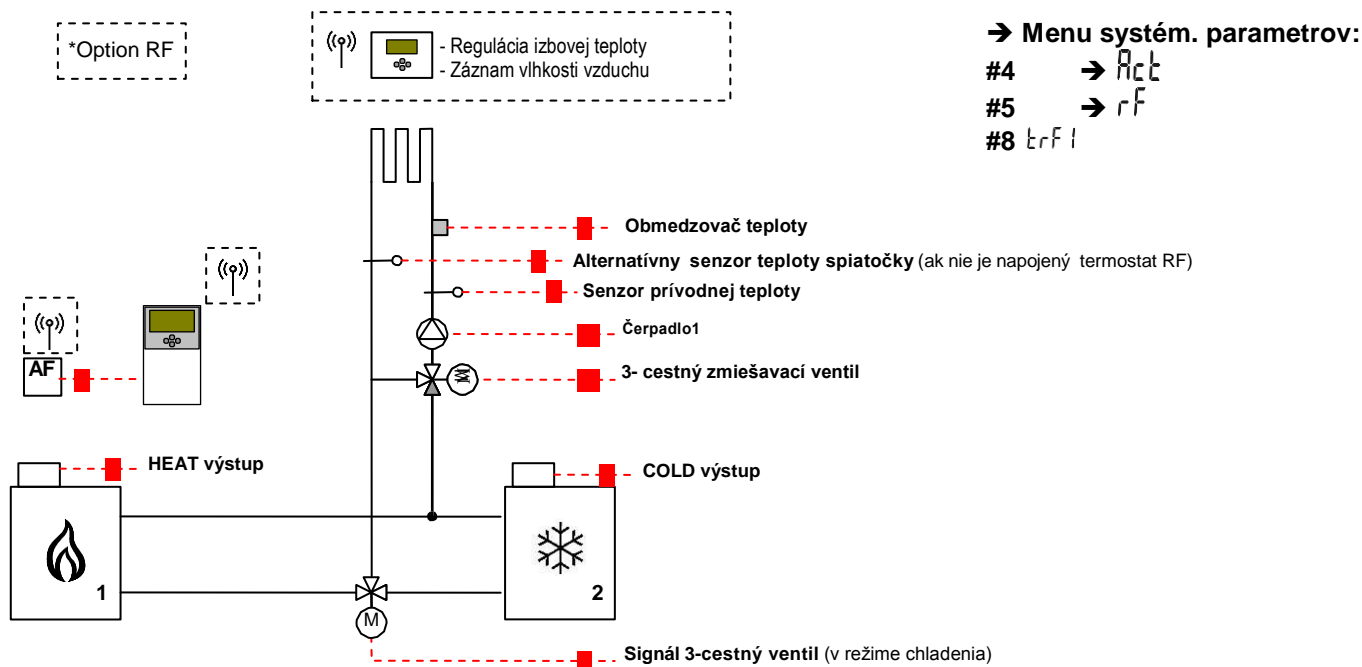 *Option RF
- Regulácia izbovej teploty
- Záznam vlhkosti vzduchu
➔ Menu systém. parametrov:
#4 ➔ Act
#5 ➔ rF
#8 trF1
Obmedzovač teploty
Alternatívny senzor teploty spiatočky (ak nie je napojený termostat RF)
Senzor prívodnej teploty
Čerpadlo1
3- cestný zmiešavací ventil
AF
HEAT výstup
COLD výstup
1
2
M
Signál 3-cestný ventil (v režime chladenia)